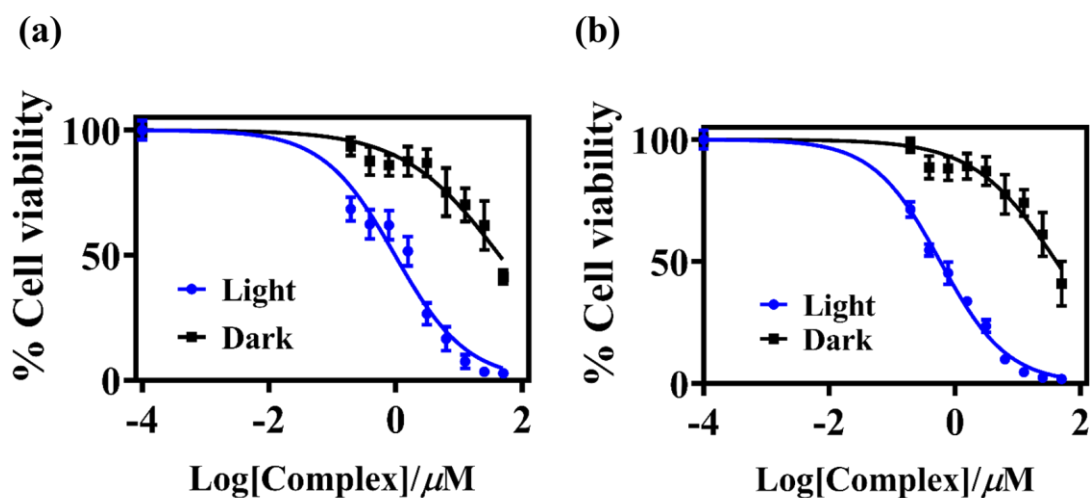 (a)
% Cell viability
100
50
0
Light
Dark
-4
-2
0
2
Log[Complex]/μM
(b)
% Cell viability
100
50
0
Light
Dark
-4
-2
0
2
Log[Complex]/μM